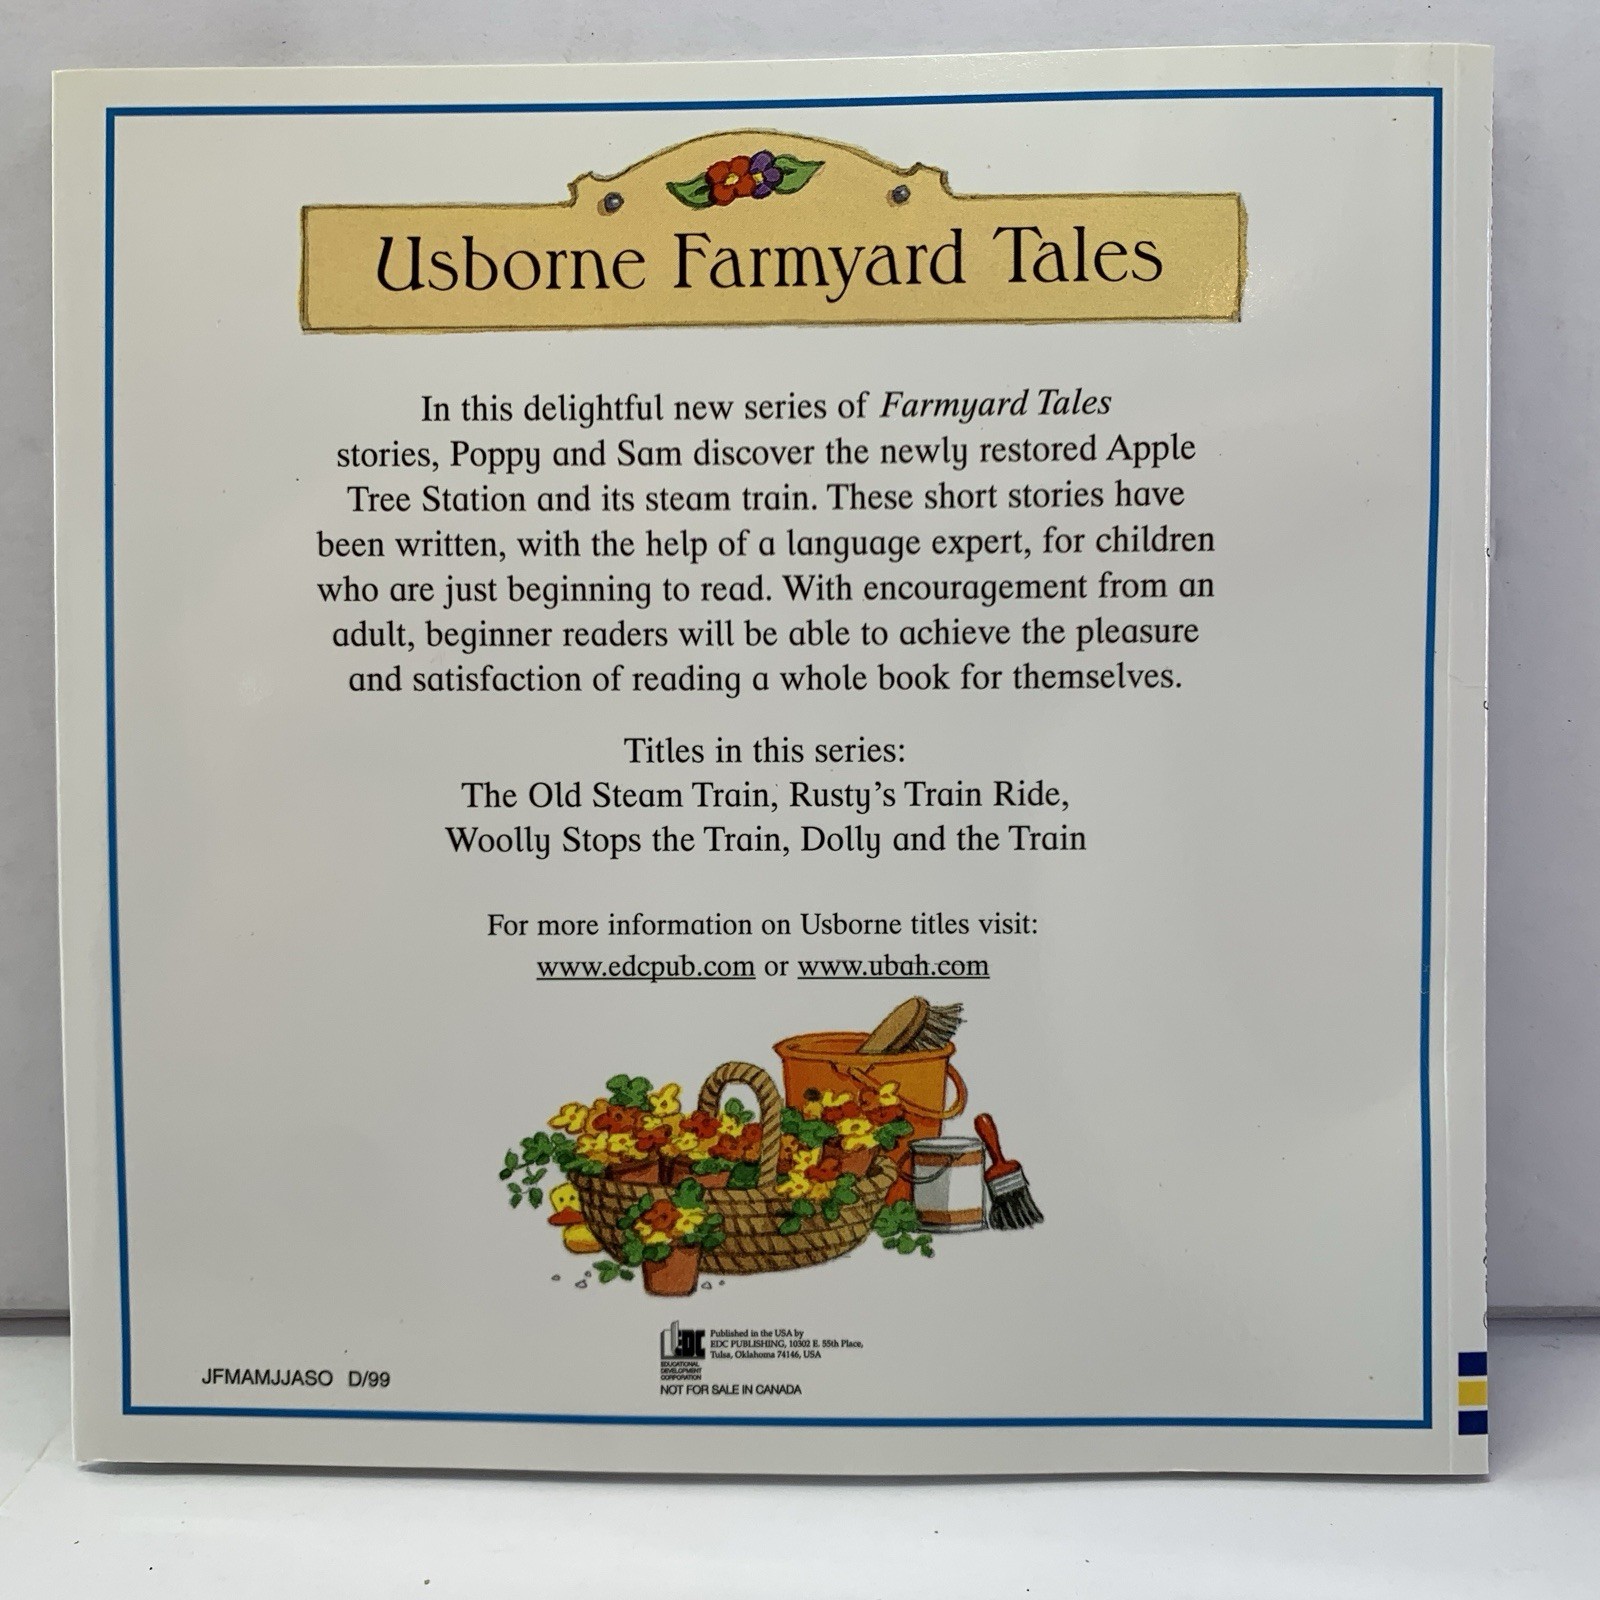 Usborne Farmyard Tales
In this delightful new series of Farmyard Tales
stories, Poppy and Sam discover the newly restored Apple
Tree Station and its steam train. These short stories have
been written, with the help of a language expert, for children
who are just beginning to read. With encouragement from an
adult, beginner readers will be able to achieve the pleasure
and satisfaction of reading a whole book for themselves.
Titles in this series:
The Old Steam Train, Rusty's Train Ride,
Woolly Stops the Train, Dolly and the Train
For more information on Usborne titles visit:
www.edcpub.com or www.ubah.com
JFMAMJJASO D/99
EDC
EDUCATIONAL
DEVELOPMENT
CORPORATION
Published in the USA by
EDC PUBLISHING, 10302 E. 55th Place,
Tulsa, Oklahoma 74146, USA
NOT FOR SALE IN CANADA